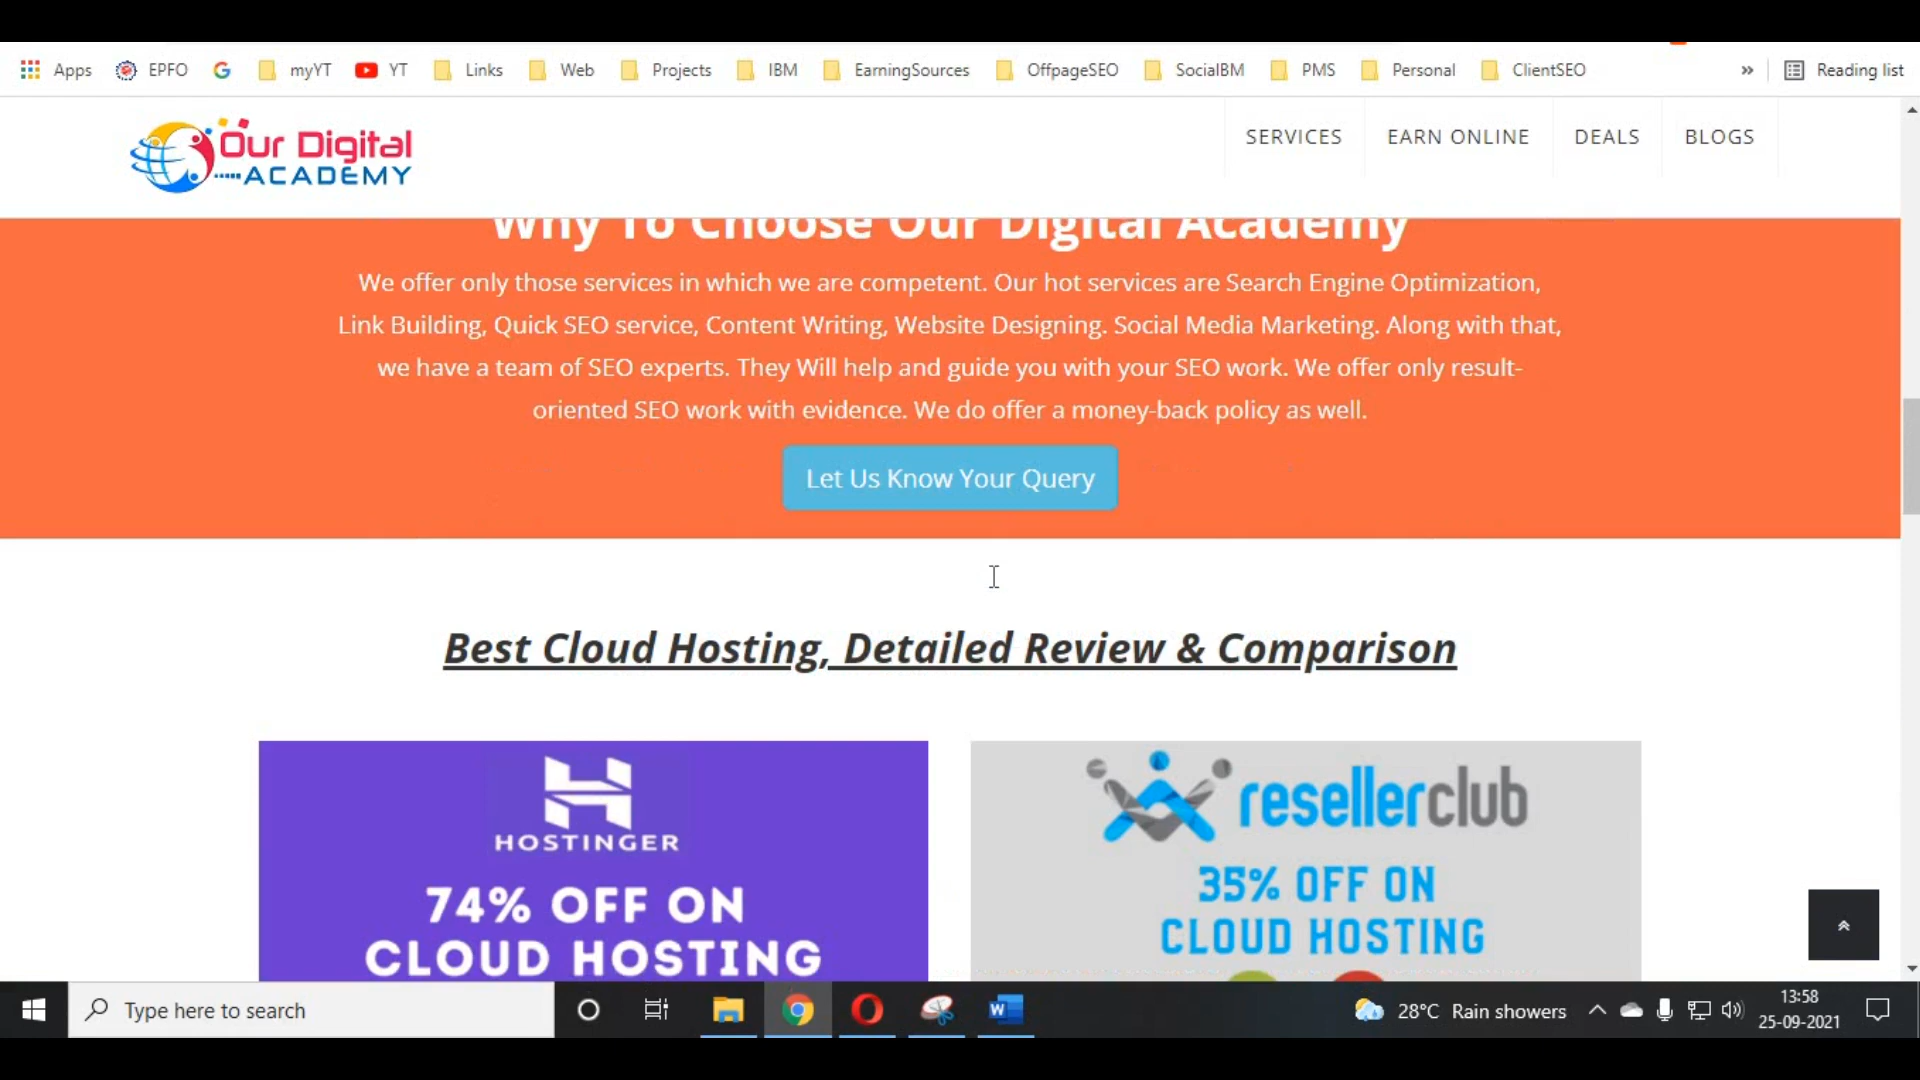 Apps EPFO myYT YT Links Web Projects IBM EarningSources OffpageSEO SocialBM PMS Personal ClientSEO » Reading list
Our Digital
ACADEMY
SERVICES EARN ONLINE DEALS BLOGS
Why To Choose Our Digital Academy
We offer only those services in which we are competent. Our hot services are Search Engine Optimization,
Link Building, Quick SEO service, Content Writing, Website Designing. Social Media Marketing. Along with that,
we have a team of SEO experts. They Will help and guide you with your SEO work. We offer only result-
oriented SEO work with evidence. We do offer a money-back policy as well.
Let Us Know Your Query
Best Cloud Hosting, Detailed Review & Comparison
HOSTINGER
74% OFF ON
CLOUD HOSTING
resellerclub
35% OFF ON
CLOUD HOSTING
Type here to search
28°C Rain showers
13:58
25-09-2021